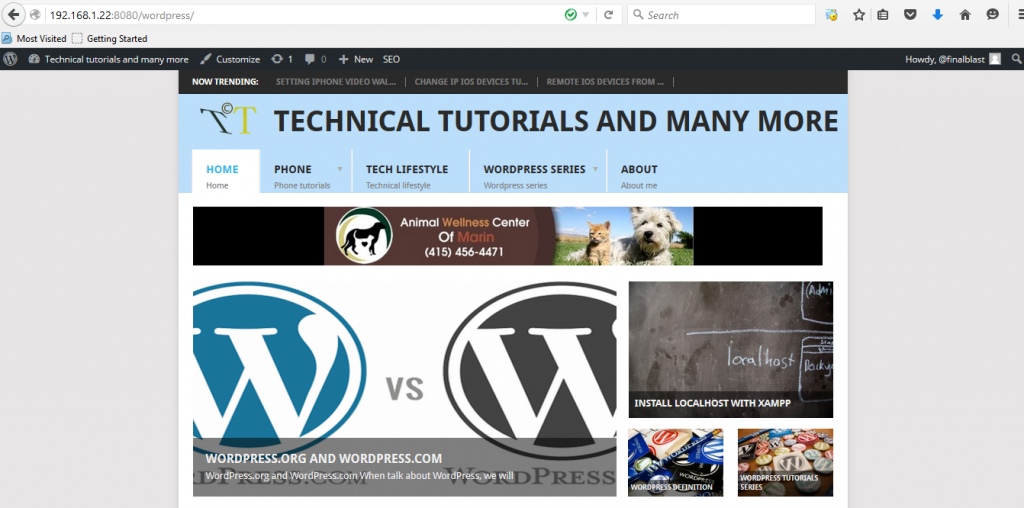 192.168.1.22:8080/wordpress/
Search
Most Visited Getting Started
Technical tutorials and many more Customize 1 0 New SEO Howdy, @finalblast
NOW TRENDING: SETTING IPHONE VIDEO WAL... CHANGE IP IOS DEVICES TU... REMOTE IOS DEVICES FROM ...
TECHNICAL TUTORIALS AND MANY MORE
HOME PHONE TECH LIFESTYLE WORDPRESS SERIES ABOUT
Home Phone tutorials Technical lifestyle Wordpress series About me
Animal Wellness Center
Of Marin
(415) 456-4471
VS
WORDPRESS.ORG AND WORDPRESS.COM
WordPress.org and WordPress.com When talk about WordPress, we will
(Admi
localhost
INSTALL LOCALHOST WITH XAMPP
WORDPRESS DEFINITION
WORDPRESS TUTORIALS
SERIES